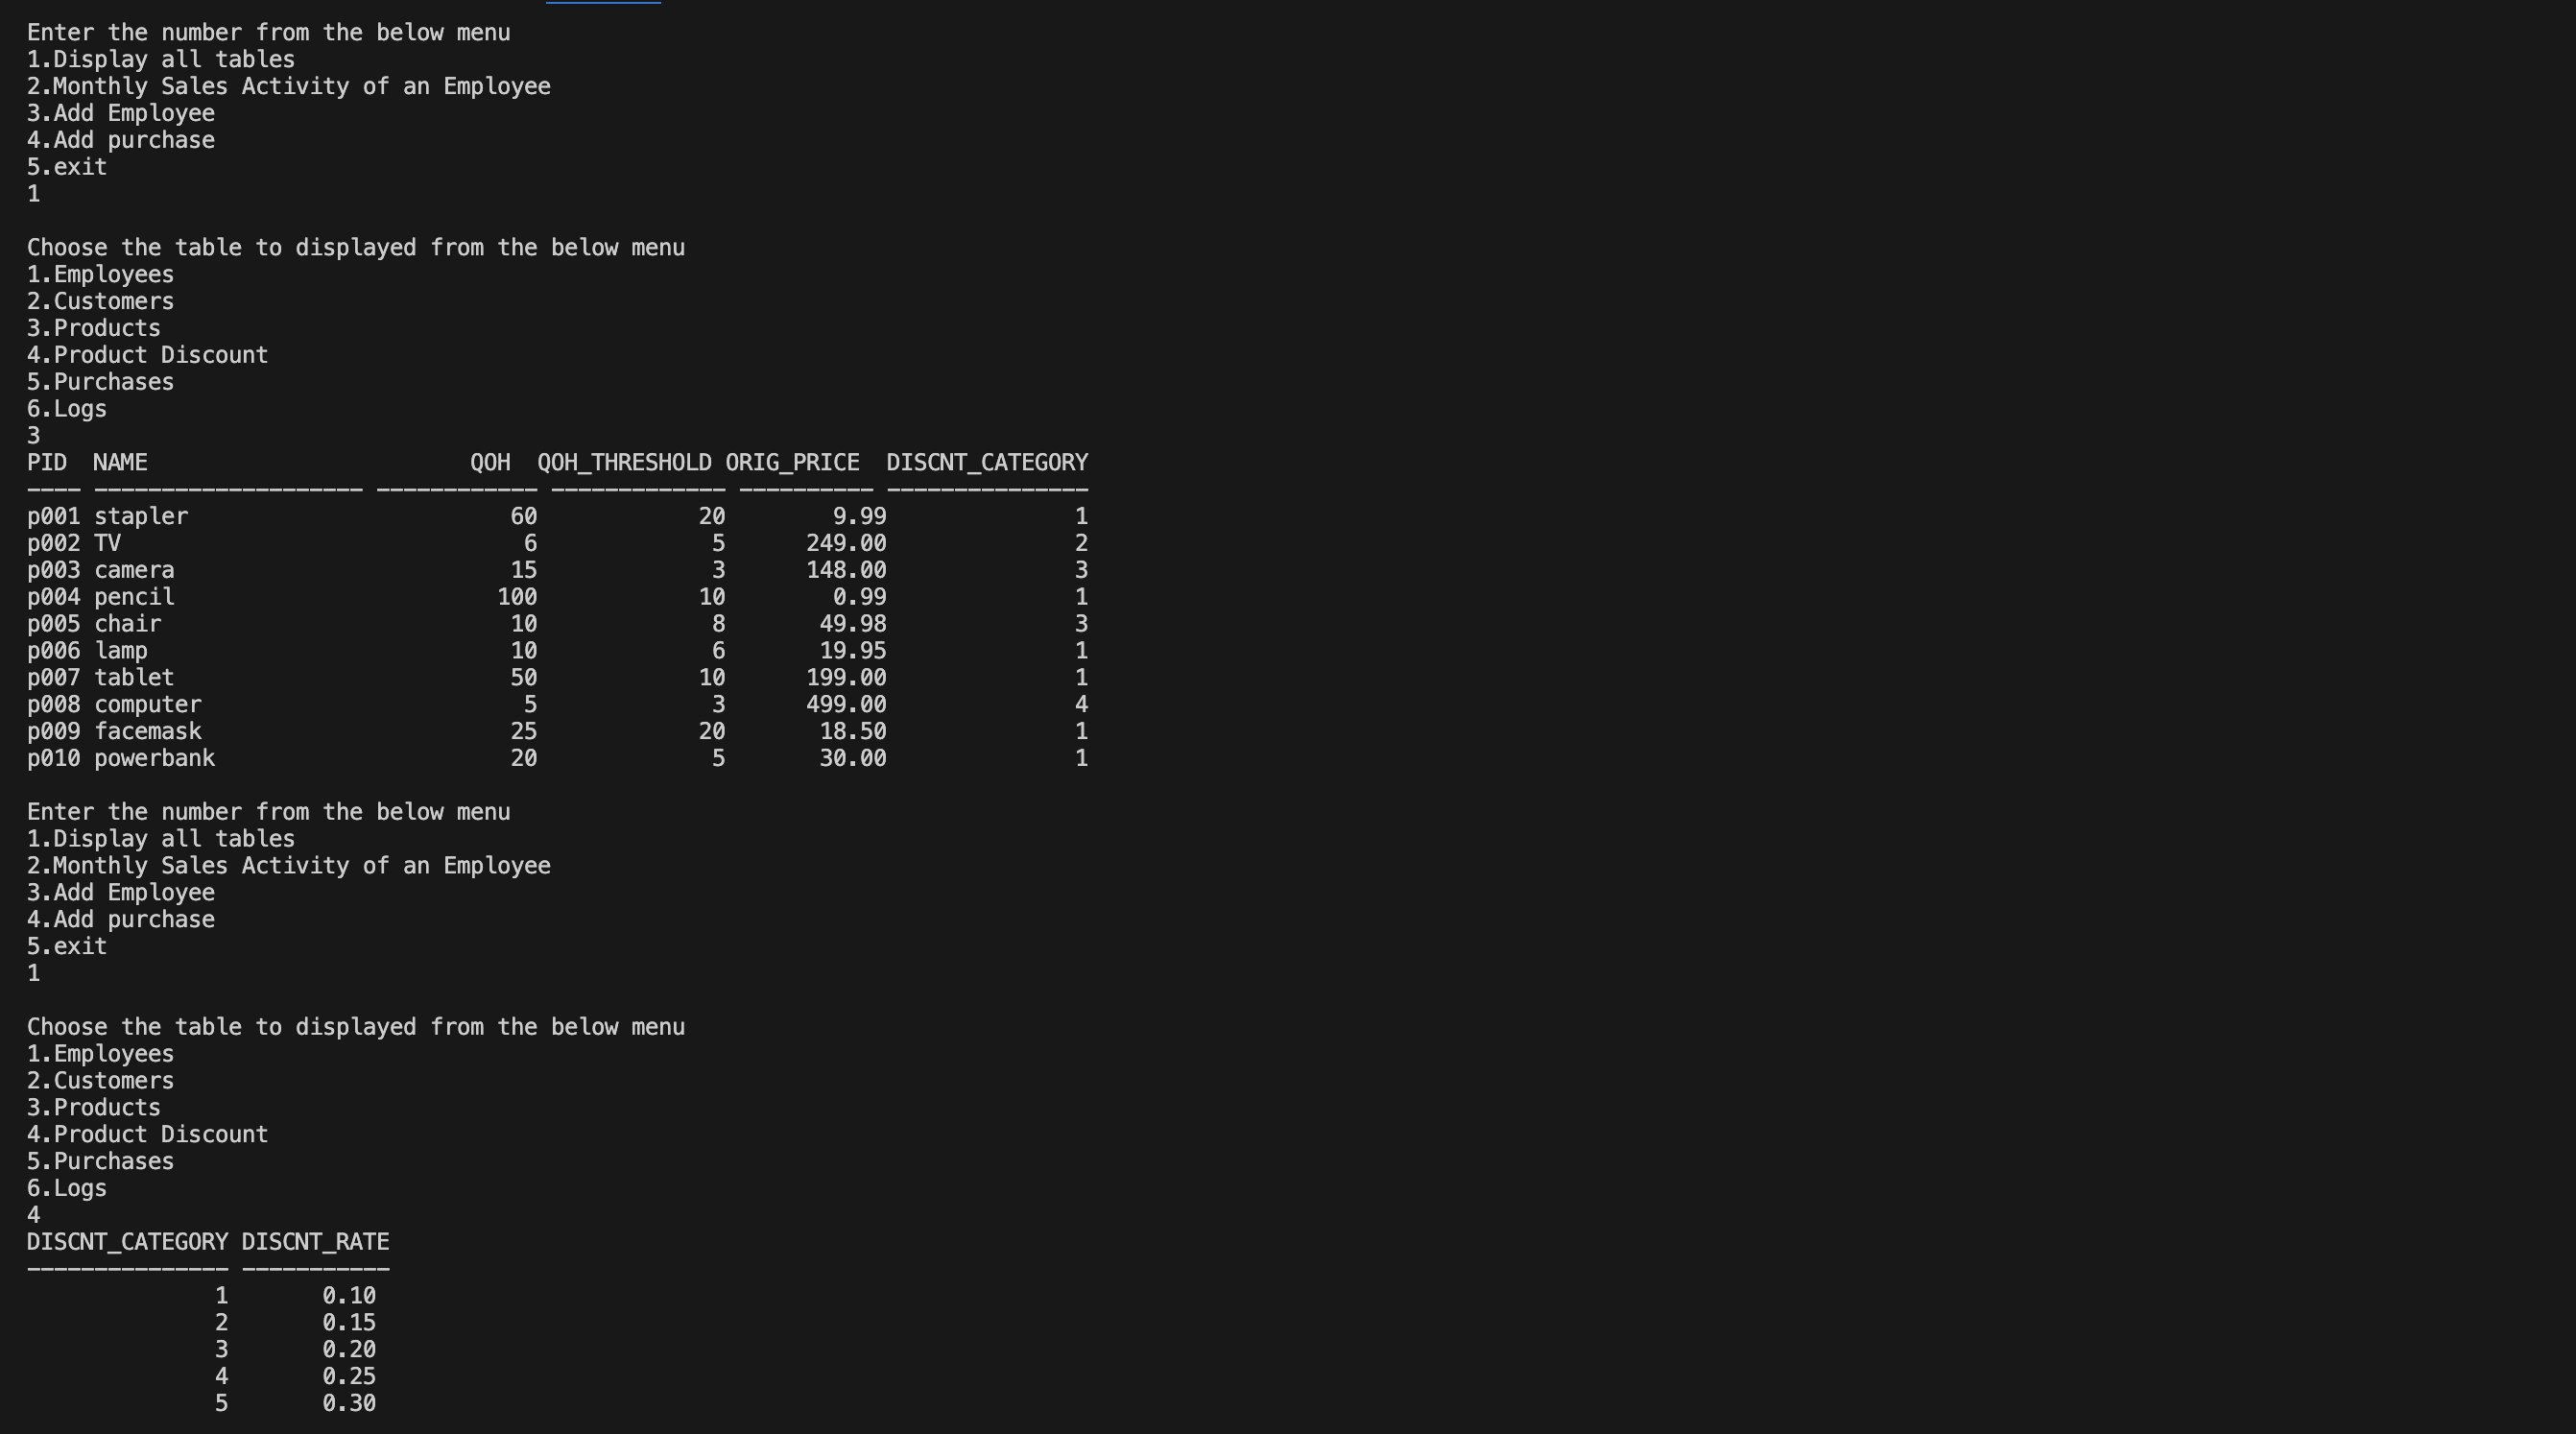 Enter the number from the below menu
1.Display all tables
2.Monthly Sales Activity of an Employee
3.Add Employee
4.Add purchase
5.exit
1
Choose the table to displayed from the below menu
1.Employees
2.Customers
3.Products
4.Product Discount
5.Purchases
6.Logs
3
PID  NAME                        QOH  QOH_THRESHOLD ORIG_PRICE  DISCNT_CATEGORY
---- -------------------- ------------ ------------- ---------- ---------------
p001 stapler                        60            20        9.99              1
p002 TV                              6             5      249.00              2
p003 camera                         15             3      148.00              3
p004 pencil                        100            10        0.99              1
p005 chair                          10             8       49.98              3
p006 lamp                           10             6       19.95              1
p007 tablet                         50            10      199.00              1
p008 computer                        5             3      499.00              4
p009 facemask                       25            20       18.50              1
p010 powerbank                      20             5       30.00              1
Enter the number from the below menu
1.Display all tables
2.Monthly Sales Activity of an Employee
3.Add Employee
4.Add purchase
5.exit
1
Choose the table to displayed from the below menu
1.Employees
2.Customers
3.Products
4.Product Discount
5.Purchases
6.Logs
4
DISCNT_CATEGORY DISCNT_RATE
--------------- -----------
              1       0.10
              2       0.15
              3       0.20
              4       0.25
              5       0.30